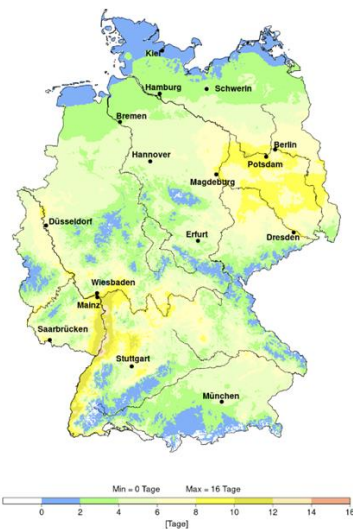 Kiel
Hamburg
Schwerin
Bremen
Berlin
Potsdam
Hannover
Magdeburg
Düsseldorf
Erfurt
Dresden
Wiesbaden
Mainz
Saarbrücken
Stuttgart
München
Min = 0 Tage Max = 16 Tage
0 2 4 6 8 10 12 14 16
[Tage]